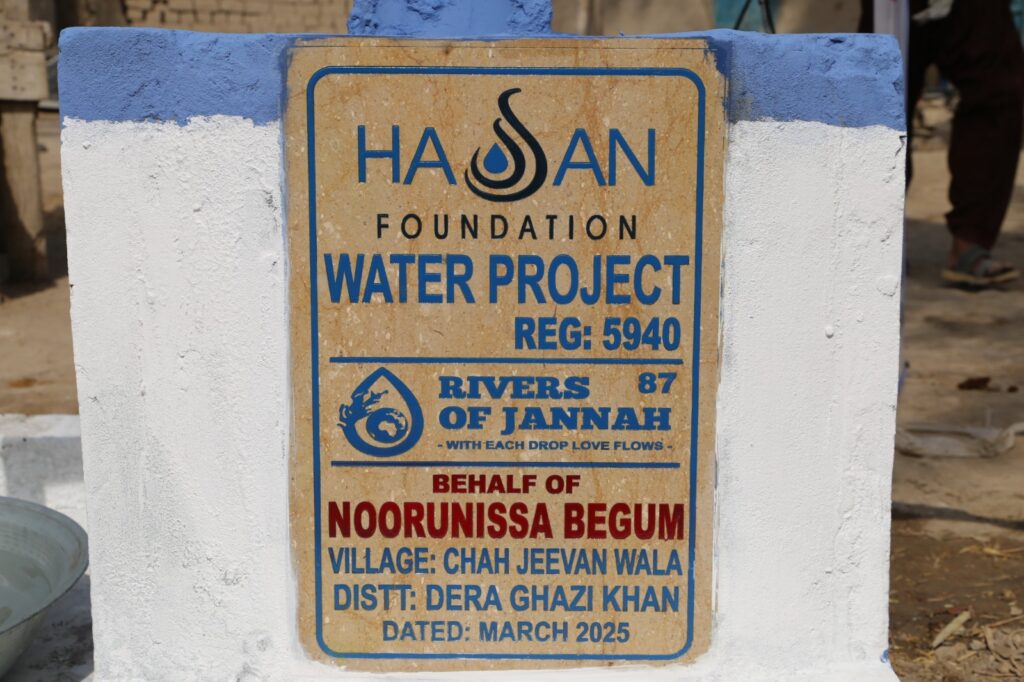 HASSAN
FOUNDATION
WATER PROJECT
REG: 5940
RIVERS 87
OF JANNAH
- WITH EACH DROP LOVE FLOWS -
BEHALF OF
NOORUNISSA BEGUM
VILLAGE: CHAH JEEVAN WALA
DISTT: DERA GHAZI KHAN
DATED: MARCH 2025